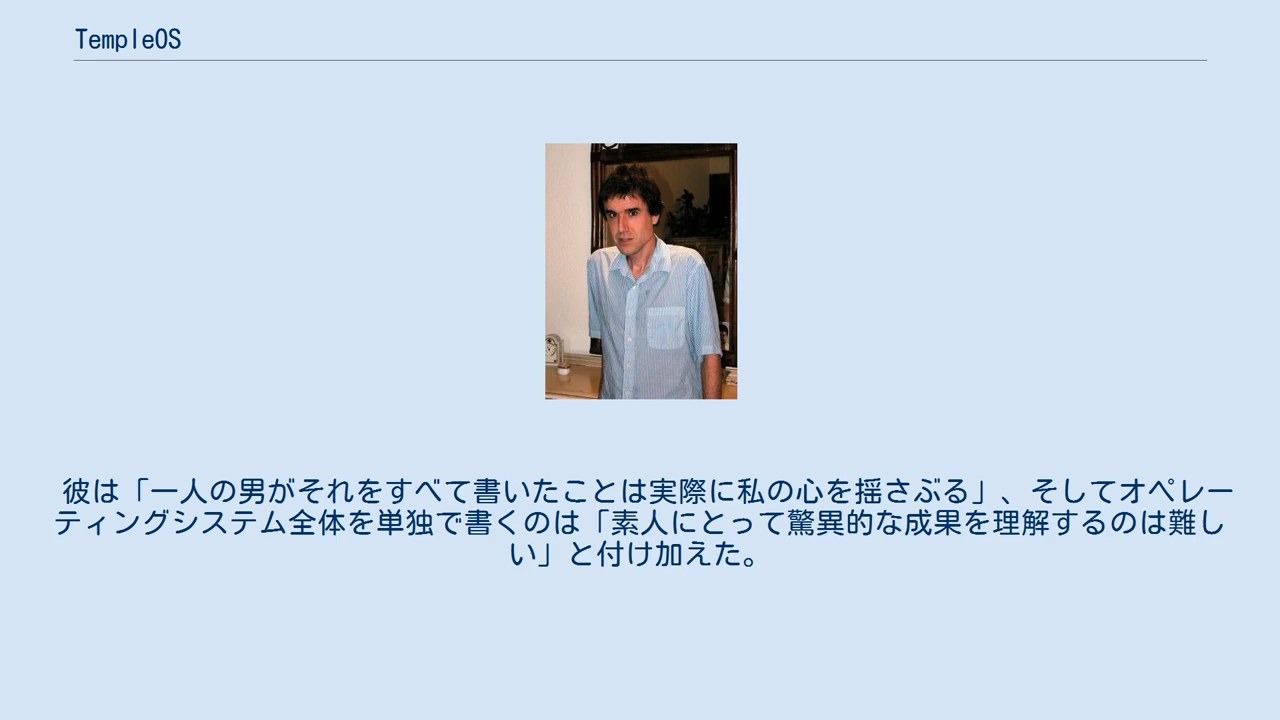 TempleOS
彼は「一人の男がそれをすべて書いたことは実際に私の心を揺さぶる」、そしてオペレー
ティングシステム全体を単独で書くのは「素人にとって驚異的な成果を理解するのは難し
い」と付け加えた。